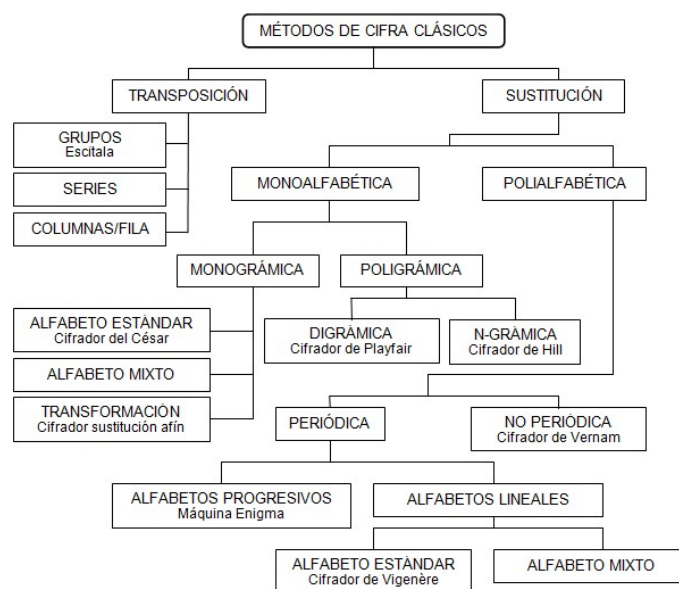 MÉTODOS DE CIFRA CLÁSICOS
TRANSPOSICIÓN
SUSTITUCIÓN
GRUPOS
Escítala
SERIES
COLUMNAS/FILA
MONOALFABÉTICA
POLIALFABÉTICA
MONOGRÁMICA
POLIGRÁMICA
ALFABETO ESTÁNDAR
Cifrador del César
ALFABETO MIXTO
TRANSFORMACIÓN
Cifrador sustitución afín
DIGRÁMICA
Cifrador de Playfair
N-GRÁMICA
Cifrador de Hill
PERIÓDICA
NO PERIÓDICA
Cifrador de Vernam
ALFABETOS PROGRESIVOS
Máquina Enigma
ALFABETOS LINEALES
ALFABETO ESTÁNDAR
Cifrador de Vigenère
ALFABETO MIXTO